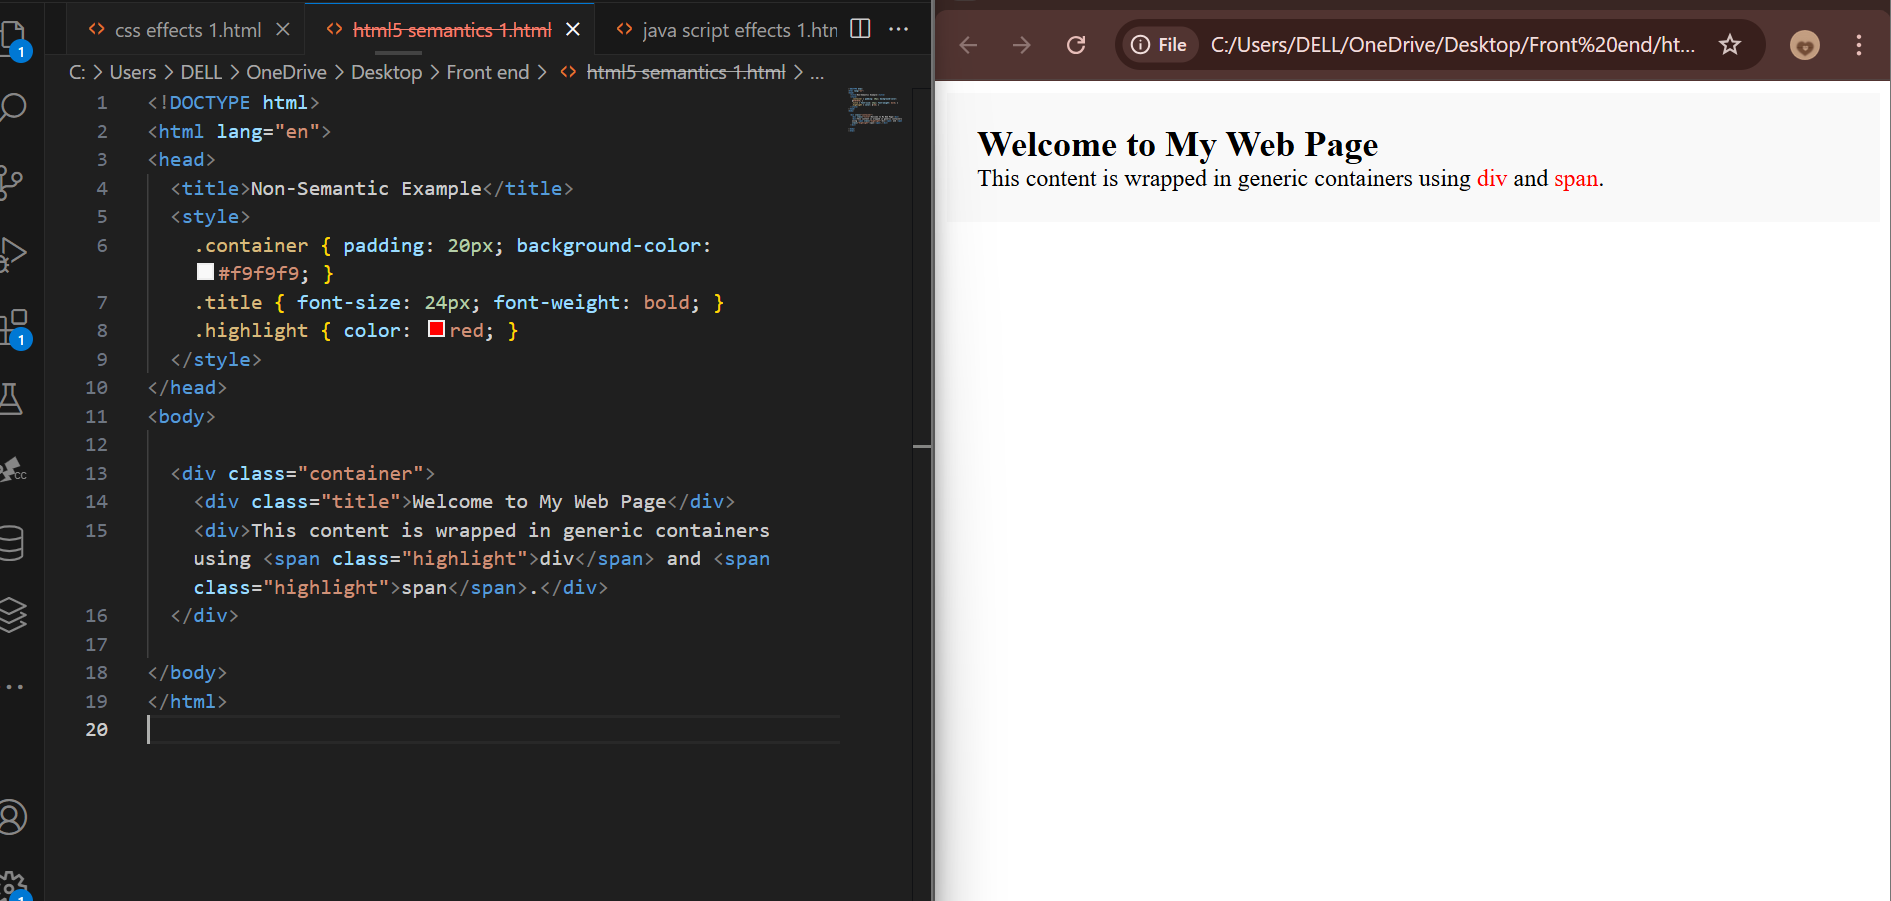 css effects 1.html
html5 semantics 1.html
java script effects 1.htm
C: > Users > DELL > OneDrive > Desktop > Front end > html5 semantics 1.html > ...
1 <!DOCTYPE html>
2 <html lang="en">
3 <head>
4 <title>Non-Semantic Example</title>
5 <style>
6 .container { padding: 20px; background-color:
#f9f9f9; }
7 .title { font-size: 24px; font-weight: bold; }
8 .highlight { color: red; }
9 </style>
10 </head>
11 <body>
12
13 <div class="container">
14 <div class="title">Welcome to My Web Page</div>
15 <div>This content is wrapped in generic containers
using <span class="highlight">div</span> and <span
class="highlight">span</span>.</div>
16 </div>
17
18 </body>
19 </html>
20
1
1
CC
1
File C:/Users/DELL/OneDrive/Desktop/Front%20end/ht...
Welcome to My Web Page
This content is wrapped in generic containers using div and span.